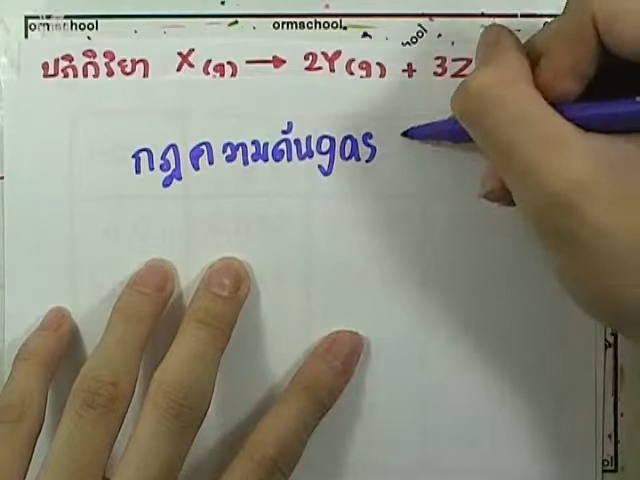 ormschool ormschool
ปฏิกิริยา X(g) → 2Y(g) + 3Z
กฎความดันgas